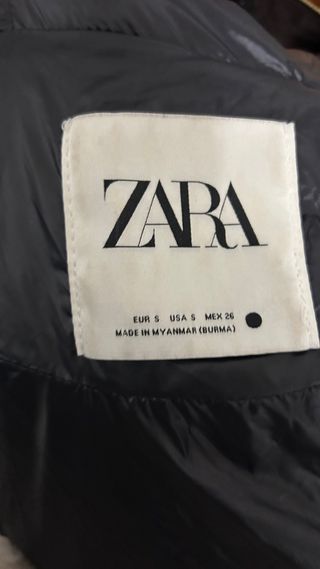 ZARA
EUR S USA S MEX 26
MADE IN MYANMAR (BURMA)